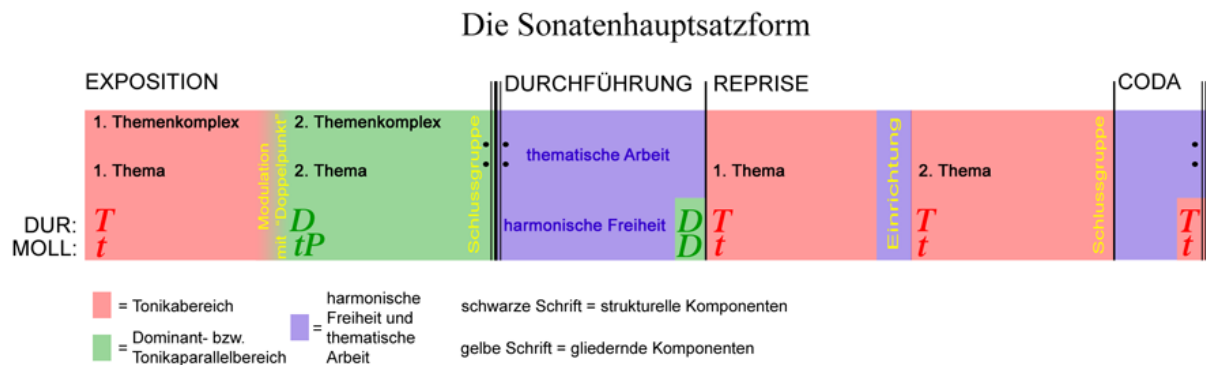 Die Sonatenhauptsatzform
EXPOSITION
DURCHFÜHRUNG
REPRISE
CODA
1. Themenkomplex
1. Thema
Modulation
mit "Doppelpunkt"
2. Themenkomplex
2. Thema
Schlussgruppe
thematische Arbeit
harmonische Freiheit
1. Thema
Einrichtung
2. Thema
Schlussgruppe
DUR: T D D T T T
MOLL: t tP D t t t
= Tonikabereich
= Dominant- bzw.
Tonikaparallelbereich
= harmonische
Freiheit und
thematische
Arbeit
schwarze Schrift = strukturelle Komponenten
gelbe Schrift = gliedernde Komponenten